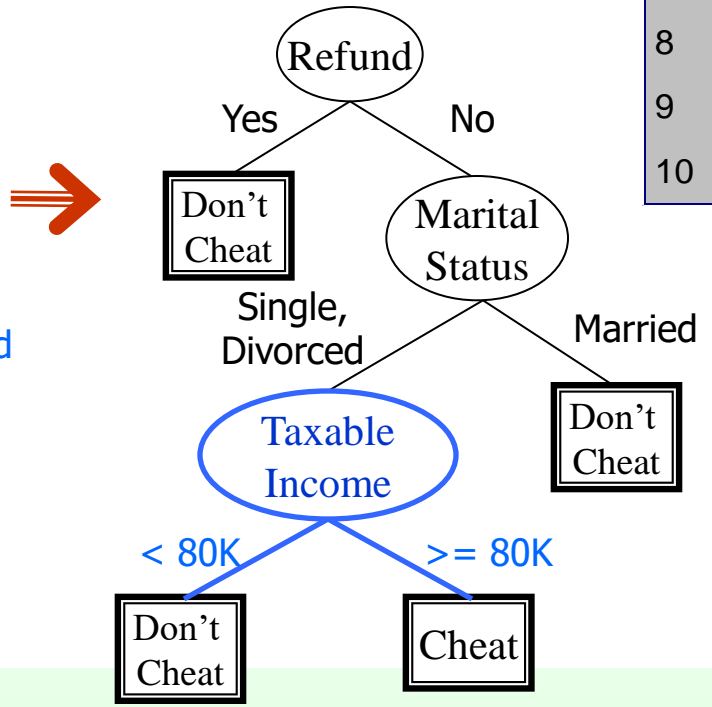 8
9
10
Refund
Yes
No
Don’t
Cheat
Marital
Status
Single,
Divorced
Married
d
Taxable
Income
Don’t
Cheat
< 80K
>= 80K
Don’t
Cheat
Cheat